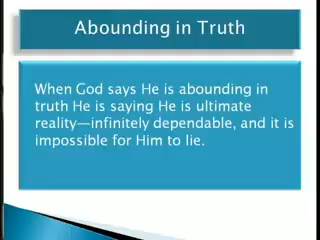 Abounding in Truth
When God says He is abounding in
truth He is saying He is ultimate
reality—infinitely dependable, and it is
impossible for Him to lie.